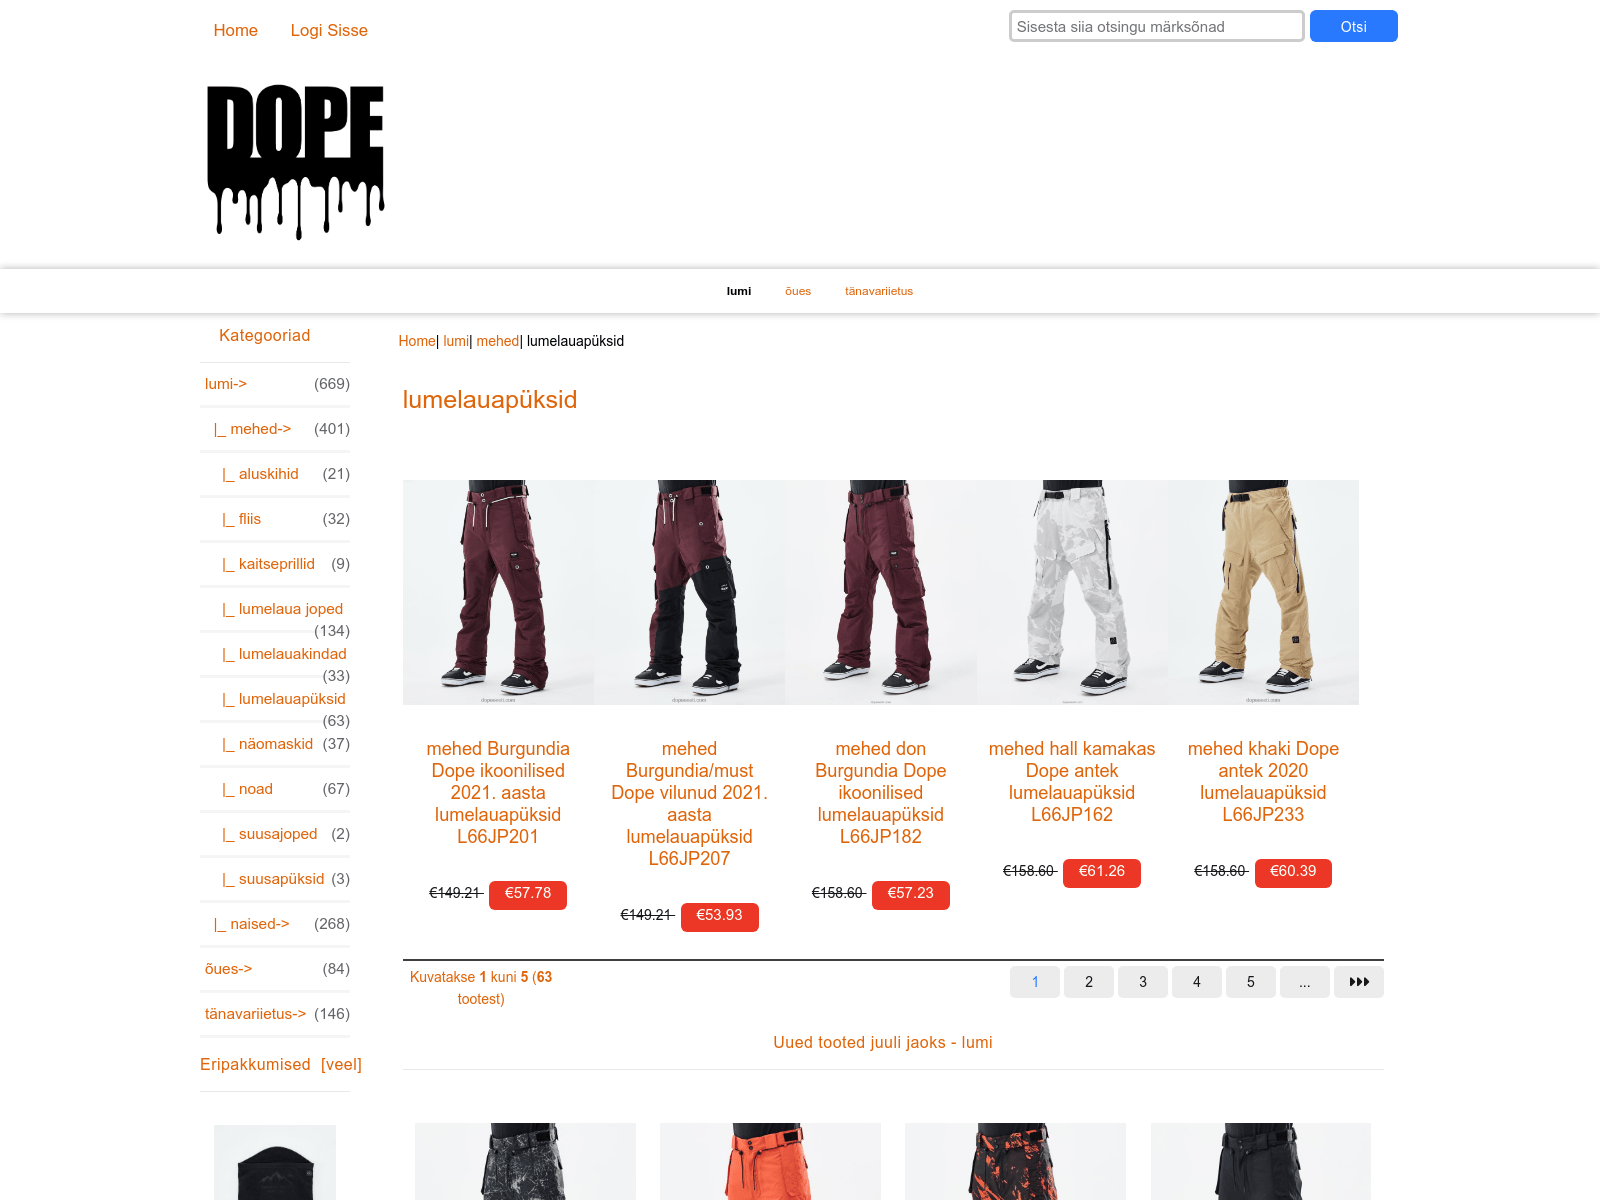 Home Logi Sisse
Sisesta siia otsingu märksõnad Otsi
DOPE
lumi õues tänavariietus
Kategooriad
lumi-> (669)
|_ mehed-> (401)
|_ aluskihid (21)
|_ fliis (32)
|_ kaitseprillid (9)
|_ lumelaua joped
(134)
|_ lumelauakindad
(33)
|_ lumelauapüksid
(63)
|_ näomaskid (37)
|_ noad (67)
|_ suusajoped (2)
|_ suusapüksid (3)
|_ naised-> (268)
õues-> (84)
tänavariietus-> (146)
Eripakkumised [veel]
Home| lumi| mehed| lumelauapüksid
lumelauapüksid
mehed Burgundia
Dope ikoonilised
2021. aasta
lumelauapüksid
L66JP201
€149.21 €57.78
mehed
Burgundia/must
Dope vilunud 2021.
aasta
lumelauapüksid
L66JP207
€149.21 €53.93
mehed don
Burgundia Dope
ikoonilised
lumelauapüksid
L66JP182
€158.60 €57.23
mehed hall kamakas
Dope antek
lumelauapüksid
L66JP162
€158.60 €61.26
mehed khaki Dope
antek 2020
lumelauapüksid
L66JP233
€158.60 €60.39
Kuvatakse 1 kuni 5 (63
tootest)
1 2 3 4 5 ...
Uued tooted juuli jaoks - lumi